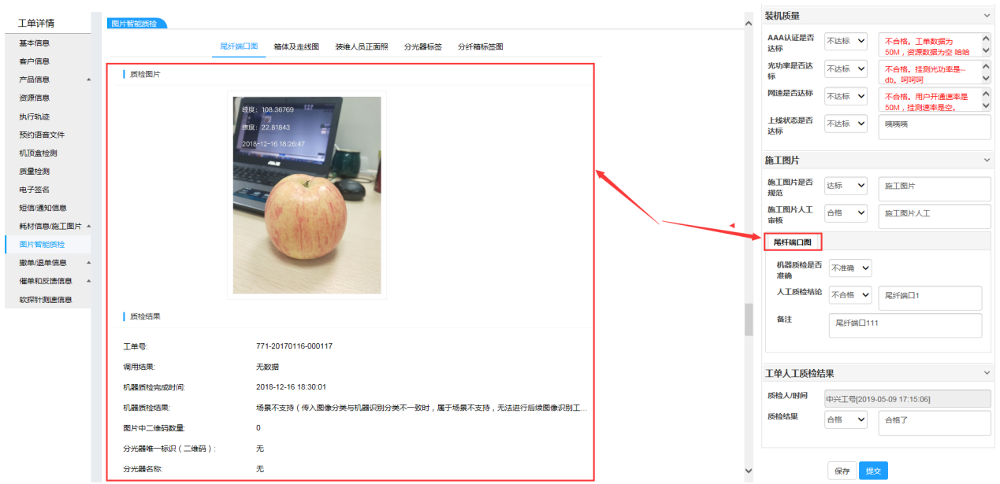 工单详情
基本信息
客户信息
产品信息
资源信息
执行轨迹
预约语音文件
机顶盒检测
质量检测
电子签名
短信/通知信息
耗材信息/施工图片
图片智能质检
撤单/退单信息
催单和反馈信息
软探针测速信息
图片智能质检
尾纤端口图 箱体及走线图 装维人员正面照 分光器标签 分纤箱标签图
质检图片
经度：108.36769
纬度：22.81843
2018-12-16 18:26:47
ASUS
质检结果
工单号: 771-20170116-000117
调用结果: 无数据
机器质检完成时间: 2018-12-16 18:30:01
机器质检结果: 场景不支持（传入图像分类与机器识别分类不一致时，属于场景不支持，无法进行后续图像识别工...
图片中二维码数量: 0
分光器唯一标识（二维码）: 无
分光器名称: 无
装机质量
AAA认证是否
达标
不达标
不合格。工单数据为
50M，资源数据为空 哈哈
光功率是否达
标
不达标
不合格。挂测光功率是--
db。呵呵呵
网速是否达标
不达标
不合格。用户开通速率是
50M，挂测速率是空。
上线状态是否
达标
不达标
咦咦咦
施工图片
施工图片是否
规范
达标
施工图片
施工图片人工
审核
合格
施工图片人工
尾纤端口图
机器质检是否
准确
不准确
人工质检结论
不合格
尾纤端口1
备注
尾纤端口111
工单人工质检结果
质检人/时间
中兴工号[2019-05-09 17:15:06]
质检结果
合格
合格了
保存 提交